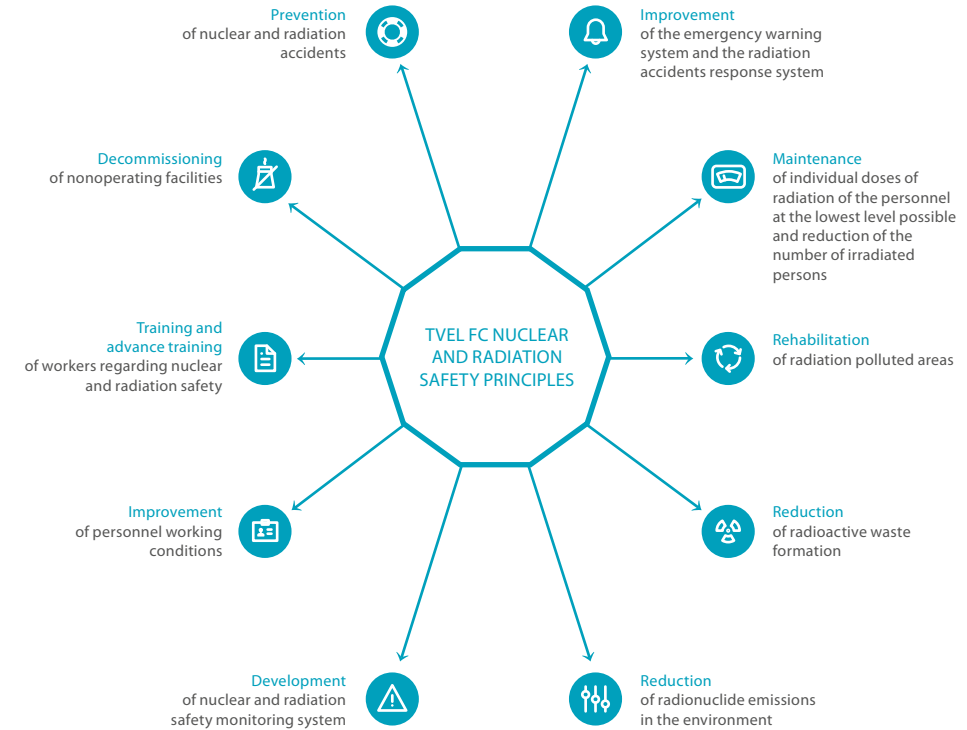 Prevention
of nuclear and radiation
accidents
Improvement
of the emergency warning
system and the radiation
accidents response system
Decommissioning
of nonoperating facilities
Maintenance
of individual doses of
radiation of the personnel
at the lowest level possible
and reduction of the
number of irradiated
persons
Training and
advance training
of workers regarding nuclear
and radiation safety
TVEL FC NUCLEAR
AND RADIATION
SAFETY PRINCIPLES
Rehabilitation
of radiation polluted areas
Improvement
of personnel working
conditions
Reduction
of radioactive waste
formation
Development
of nuclear and radiation
safety monitoring system
Reduction
of radionuclide emissions
in the environment